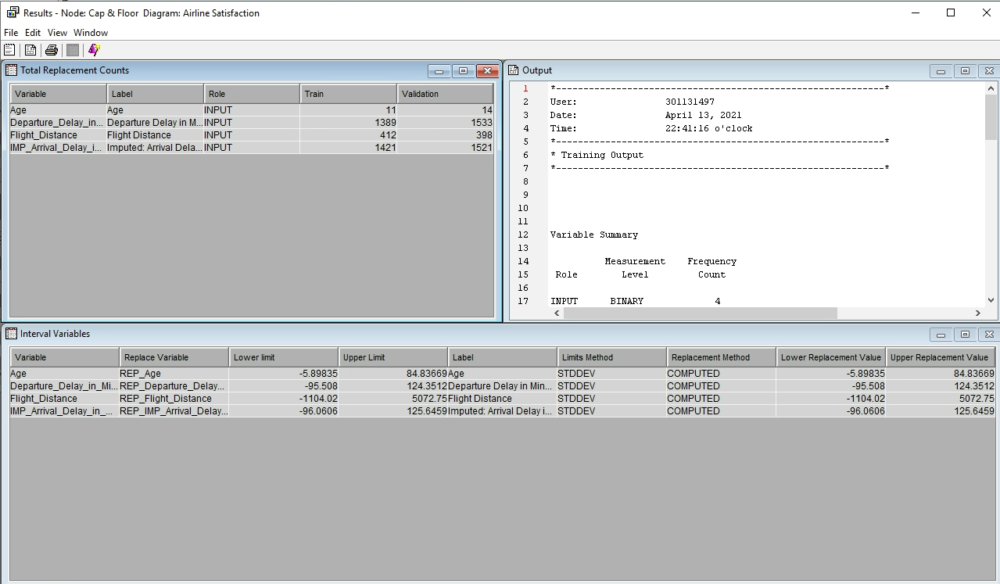 Results - Node: Cap & Floor Diagram: Airline Satisfaction
File Edit View Window
Total Replacement Counts
Variable Label Role Train Validation
Age Age INPUT 11 14
Departure_Delay_in... Departure Delay in M... INPUT 1389 1533
Flight_Distance Flight Distance INPUT 412 398
IMP_Arrival_Delay_i... Imputed: Arrival Dela... INPUT 1421 1521
Output
1 *------------------------------------------------------------*
2 User: 301131497
3 Date: April 13, 2021
4 Time: 22:41:16 o'clock
5 *------------------------------------------------------------*
6 * Training Output
7 *------------------------------------------------------------*
8
9
10
11
12 Variable Summary
13
14 Measurement Frequency
15 Role Level Count
16
17 INPUT BINARY 4
Interval Variables
Variable Replace Variable Lower limit Upper Limit Label Limits Method Replacement Method Lower Replacement Value Upper Replacement Value
Age REP_Age -5.89835 84.83669 Age STDDEV COMPUTED -5.89835 84.83669
Departure_Delay_in_Mi... REP_Departure_Delay... -95.508 124.3512 Departure Delay in Min... STDDEV COMPUTED -95.508 124.3512
Flight_Distance REP_Flight_Distance -1104.02 5072.75 Flight Distance STDDEV COMPUTED -1104.02 5072.75
IMP_Arrival_Delay_in_... REP_IMP_Arrival_Delay... -96.0606 125.6459 Imputed: Arrival Delay i... STDDEV COMPUTED -96.0606 125.6459